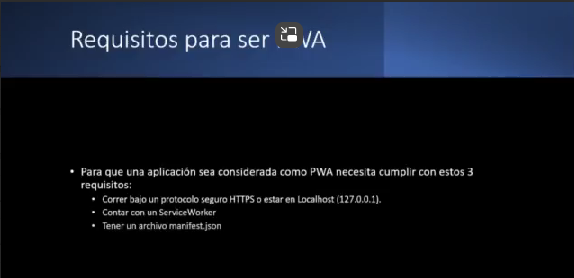 Requisitos para ser PWA
• Para que una aplicación sea considerada como PWA necesita cumplir con estos 3
requisitos:
• Correr bajo un protocolo seguro HTTPS o estar en Localhost (127.0.0.1).
• Contar con un ServiceWorker
• Tener un archivo manifest.json